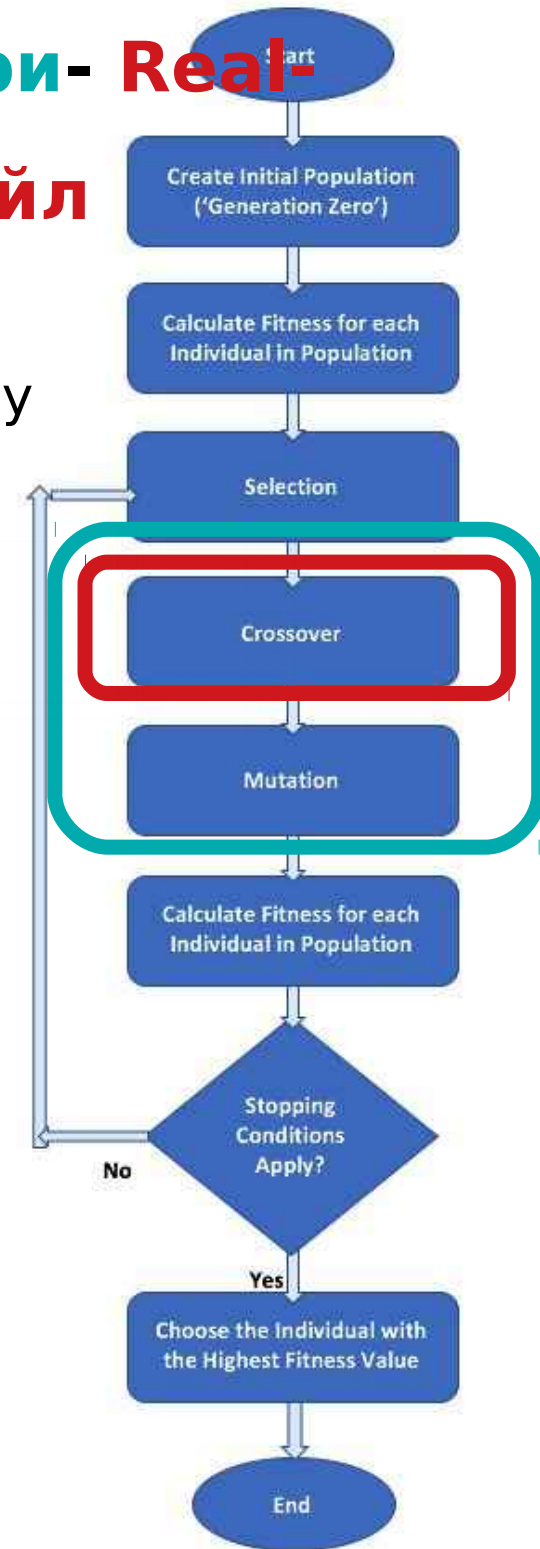 ри- Real-
Start
йл
Create Initial Population
(‘Generation Zero’)
Calculate Fitness for each
Individual in Population
у
Selection
Crossover
Mutation
Calculate Fitness for each
Individual in Population
Stopping
Conditions
Apply?
No
Yes
Choose the Individual with
the Highest Fitness Value
End